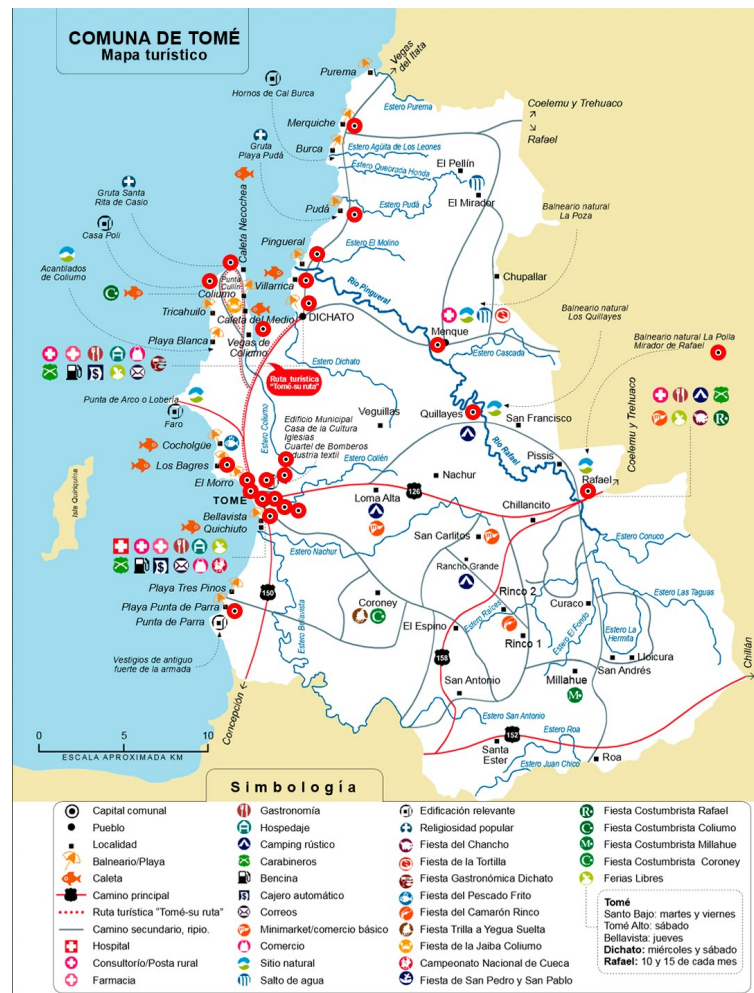 COMUNA DE TOMÉ
Mapa turístico
Purema
Vegas
del Itata
Hornos de Cal Burca
Estero Purema
Coelemu y Trehuaco
Merquiche
Rafael
Burca
Estero Agüita de Los Leones
Gruta
Playa Pudá
Estero Quebrada Honda
El Pellín
El Mirador
Gruta Santa
Rita de Casio
Caleta Necochea
Pudá
Estero Pudá
Balneario natural
La Poza
Casa Poli
Pingueral
Estero El Molino
Acantilados
de Coliumo
Punta
Cullín
Coliumo
Villarrica
Río Pingueral
Chupallar
Tricahuilo
Caleta del Medio
DICHATO
Balneario natural
Los Quillayes
Playa Blanca
Vegas de
Coliumo
Menque
Estero Cascada
Balneario natural La Polla
Mirador de Rafael
Estero Dichato
Ruta turística
"Tomé-su ruta"
Punta de Arco o Lobería
Faro
Estero Coliumo
Edificio Municipal
Casa de la Cultura
Iglesias
Cuartel de Bomberos
Industria textil
Veguillas
Quillayes
San Francisco
Coelemu y Trehuaco
Cocholgüe
Los Bagres
Estero Collén
Río Rafael
Pissis
El Morro
Nachur
Rafael
TOMÉ
Loma Alta
126
Chillancito
Isla Quiriquina
Bellavista
Quichiuto
San Carlitos
Estero Conuco
Estero Nachur
Rancho Grande
Playa Tres Pinos
150
Coroney
Rinco 2
Curaco
Estero Las Taguas
Playa Punta de Parra
Punta de Parra
Estero Bellavista
El Espino
Estero Raíces
Rinco 1
Estero El Fondo
Estero La
Hermita
Vestigios de antiguo
fuerte de la armada
158
Lloicura
San Andrés
Chillán
San Antonio
Millahue
M
Concepción
Estero San Antonio
Estero Roa
152
Santa
Ester
Roa
Estero Juan Chico
0 5 10
ESCALA APROXIMADA KM
Simbología
Capital comunal
Pueblo
Localidad
Balneario/Playa
Caleta
Camino principal
Ruta turística "Tomé-su ruta"
Camino secundario, ripio.
Hospital
Consultorío/Posta rural
Farmacia
Gastronomía
Hospedaje
Camping rústico
Carabineros
Bencina
Cajero automático
Correos
Minimarket/comercio básico
Comercio
Sitio natural
Salto de agua
Edificación relevante
Religiosidad popular
Fiesta del Chancho
Fiesta de la Tortilla
Fiesta Gastronómica Dichato
Fiesta del Pescado Frito
Fiesta del Camarón Rinco
Fiesta Trilla a Yegua Suelta
Fiesta de la Jaiba Coliumo
Campeonato Nacional de Cueca
Fiesta de San Pedro y San Pablo
Fiesta Costumbrista Rafael
Fiesta Costumbrista Coliumo
Fiesta Costumbrista Millahue
Fiesta Costumbrista Coroney
Ferias Libres
Tomé
Santo Bajo: martes y viernes
Tomé Alto: sábado
Bellavista: jueves
Dichato: miércoles y sábado
Rafael: 10 y 15 de cada mes